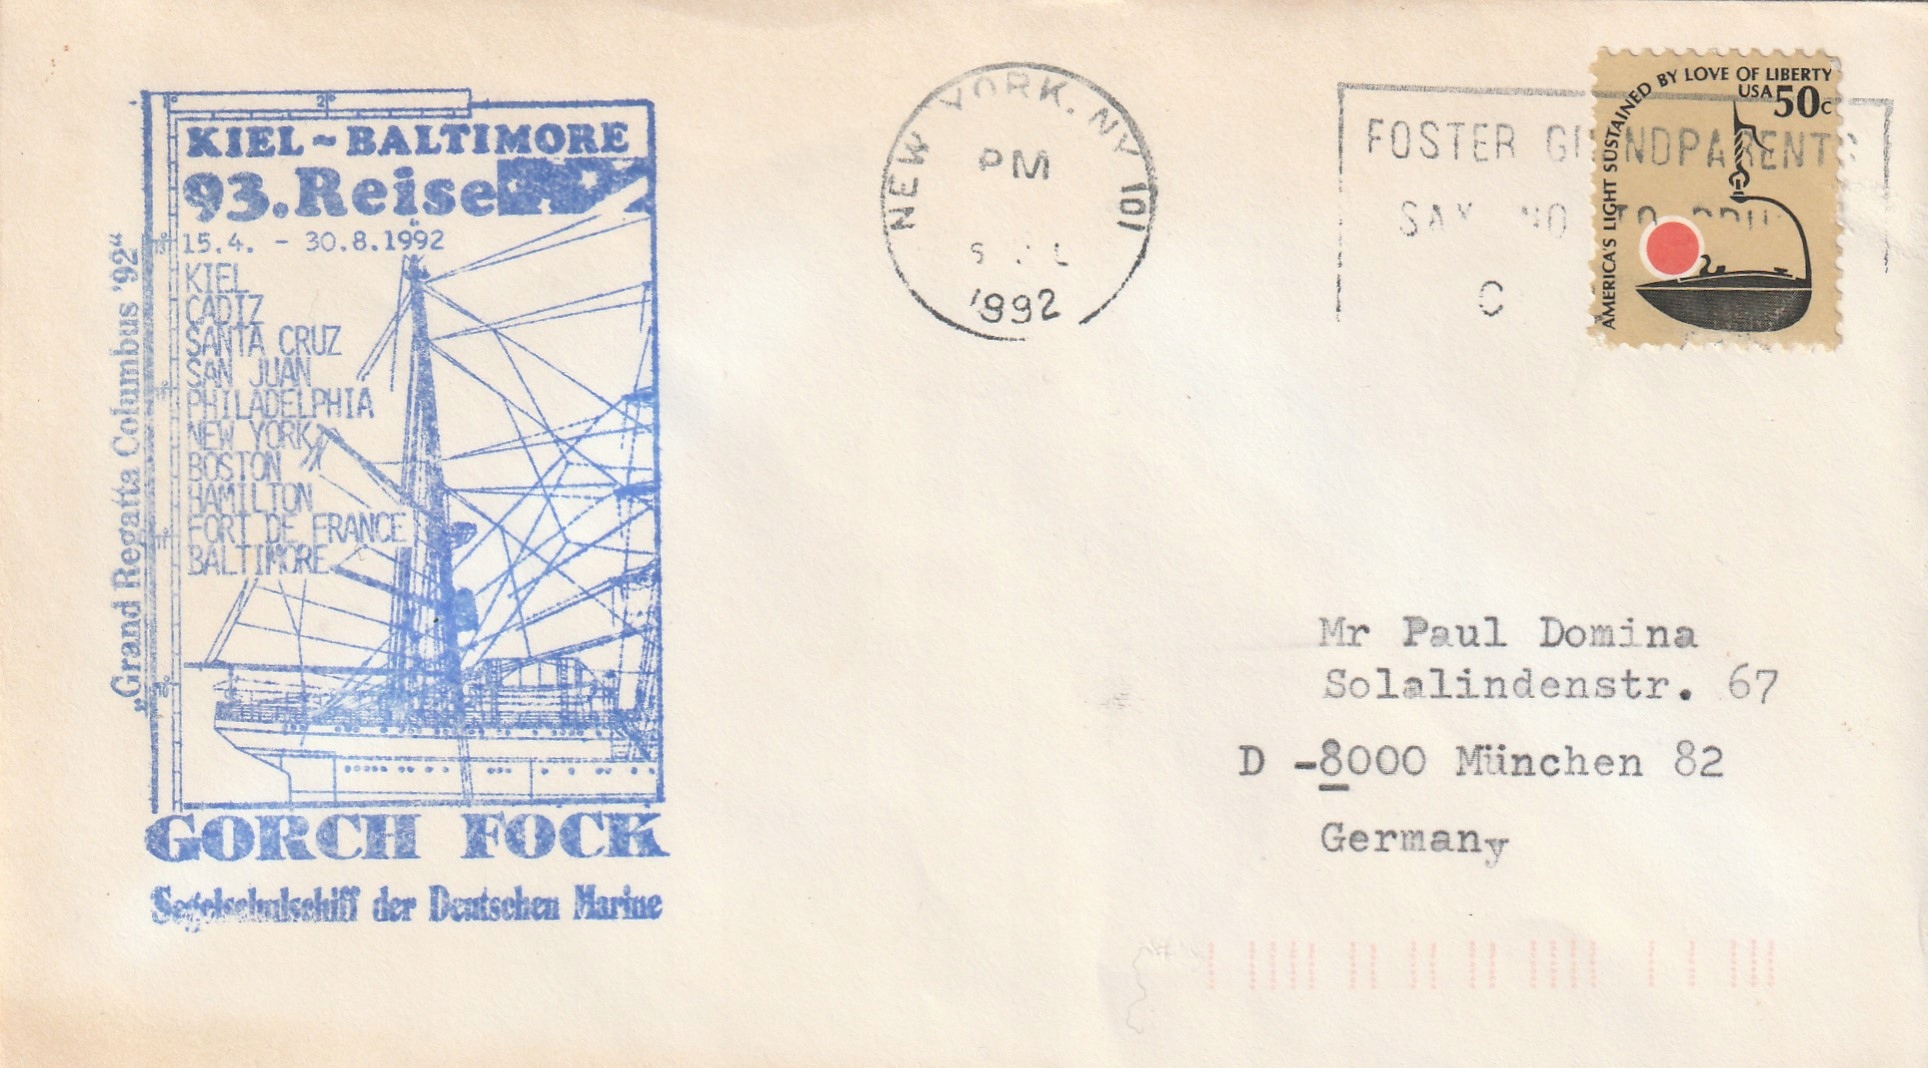 KIEL ~ BALTIMORE
93.Reise
15.4. - 30.8.1992
KIEL
CADIZ
SANTA CRUZ
SAN JUAN
PHILADELPHIA
NEW YORK
BOSTON
HAMILTON
FORT DE FRANCE
BALTIMORE
„Grand Regatta Columbus '92“
GORCH FOCK
Segelschulschiff der Deutschen Marine
NEW YORK, NY 101
PM
1992
FOSTER GRANDPARENTS
SAY NO TO
AMERICA'S LIGHT SUSTAINED BY LOVE OF LIBERTY
USA 50c
Mr Paul Domina
Solalindenstr. 67
D -8000 München 82
Germany